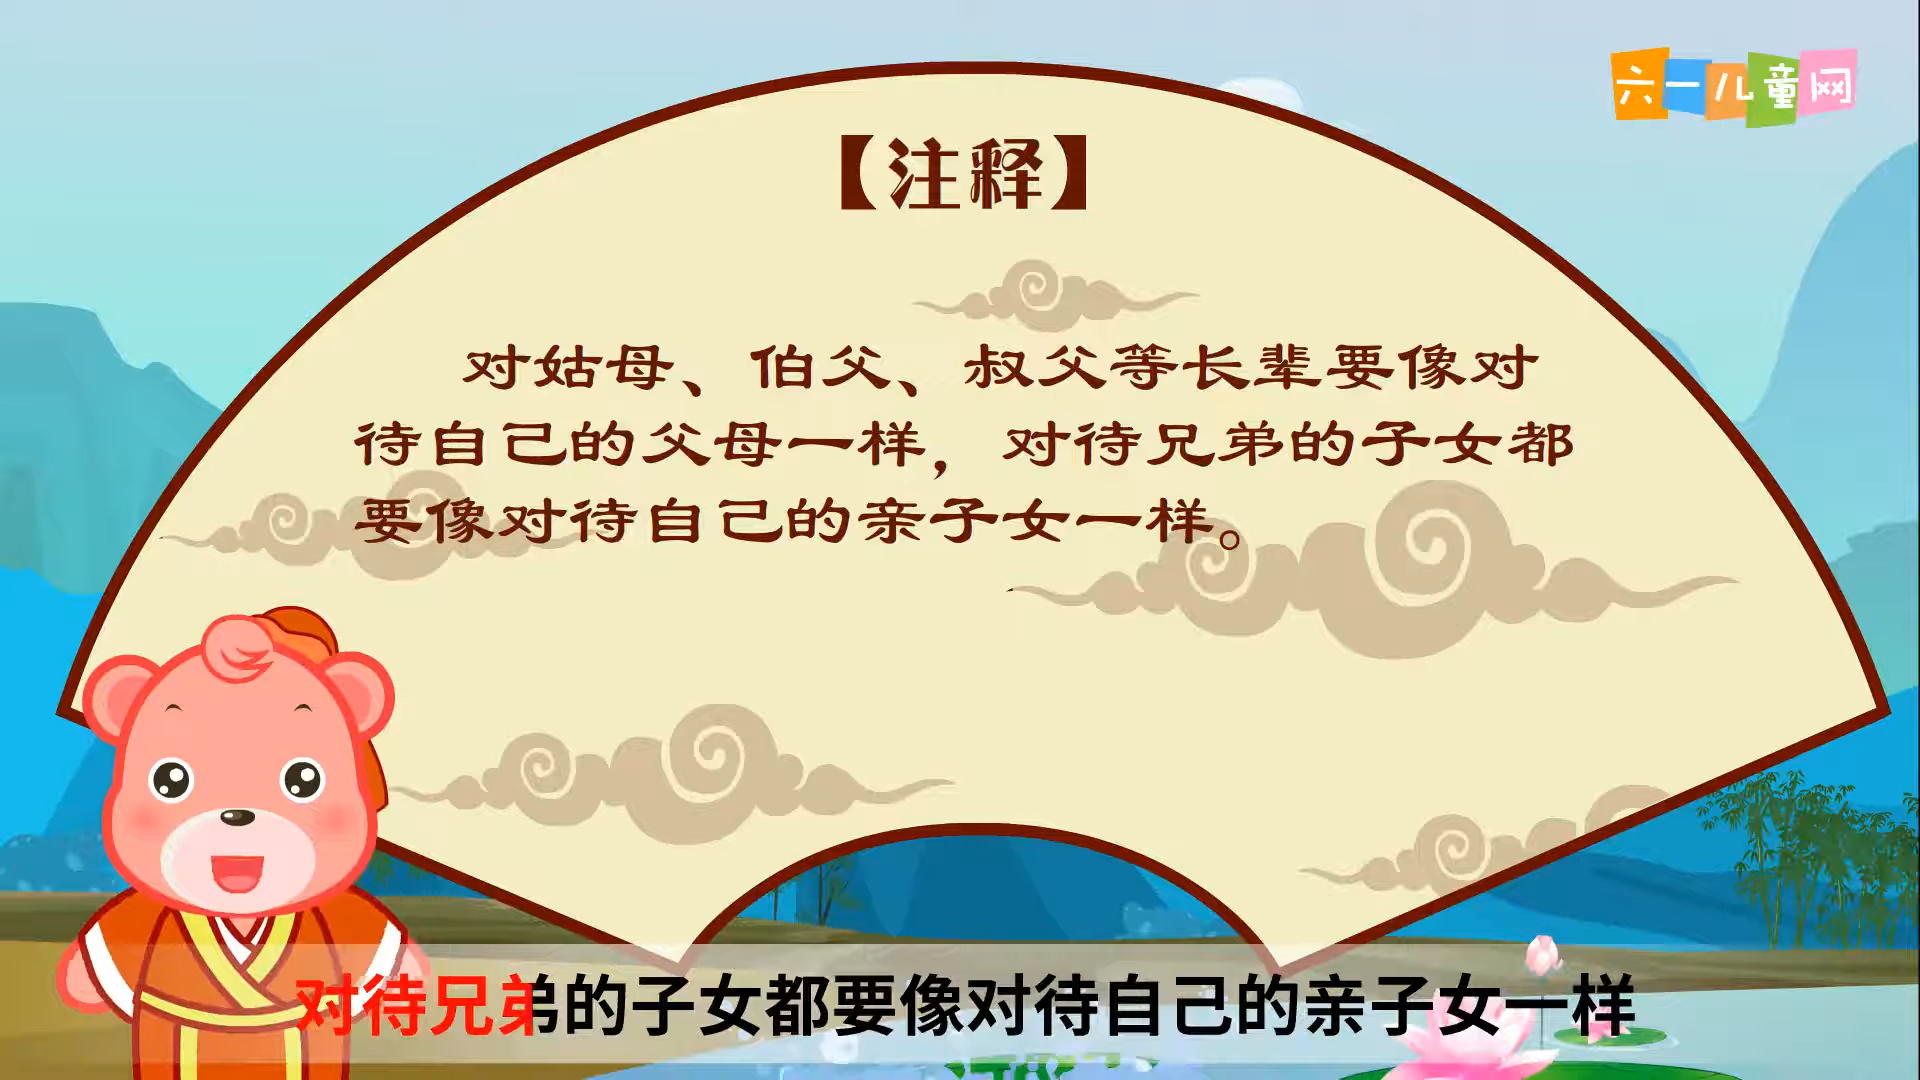 六一儿童网
【注释】
对姑母、伯父、叔父等长辈要像对
待自己的父母一样，对待兄弟的子女都
要像对待自己的亲子女一样。
对待兄弟的子女都要像对待自己的亲子女一样